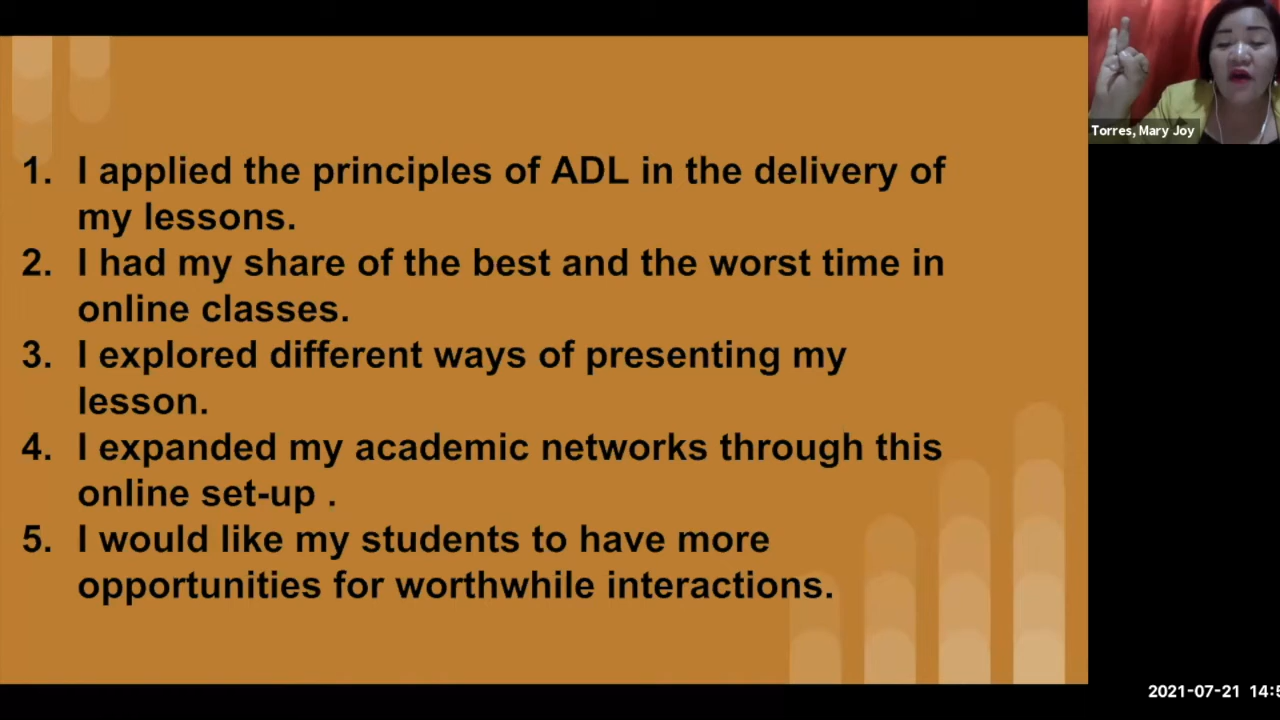 1. I applied the principles of ADL in the delivery of
my lessons.
2. I had my share of the best and the worst time in
online classes.
3. I explored different ways of presenting my
lesson.
4. I expanded my academic networks through this
online set-up .
5. I would like my students to have more
opportunities for worthwhile interactions.
Torres, Mary Joy
2021-07-21